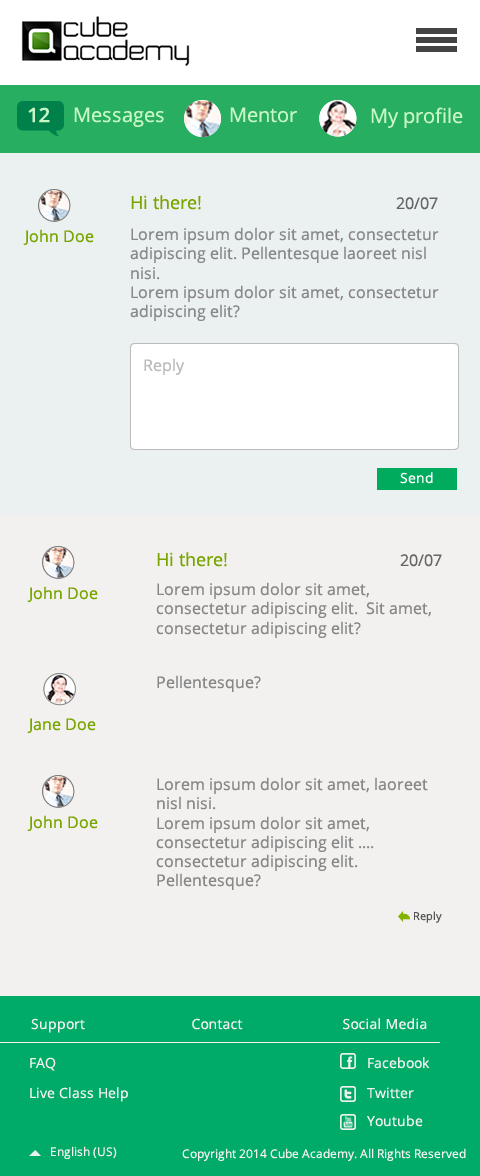 cube
academy
12 Messages Mentor My profile
Hi there! 20/07
John Doe
Lorem ipsum dolor sit amet, consectetur
adipiscing elit. Pellentesque laoreet nisl
nisi.
Lorem ipsum dolor sit amet, consectetur
adipiscing elit?
Reply
Send
Hi there! 20/07
John Doe
Lorem ipsum dolor sit amet,
consectetur adipiscing elit.  Sit amet,
consectetur adipiscing elit?
Pellentesque?
Jane Doe
Lorem ipsum dolor sit amet, laoreet
nisl nisi.
John Doe
Lorem ipsum dolor sit amet,
consectetur adipiscing elit ....
consectetur adipiscing elit.
Pellentesque?
Reply
Support Contact Social Media
FAQ Facebook
Live Class Help Twitter
Youtube
English (US) Copyright 2014 Cube Academy. All Rights Reserved